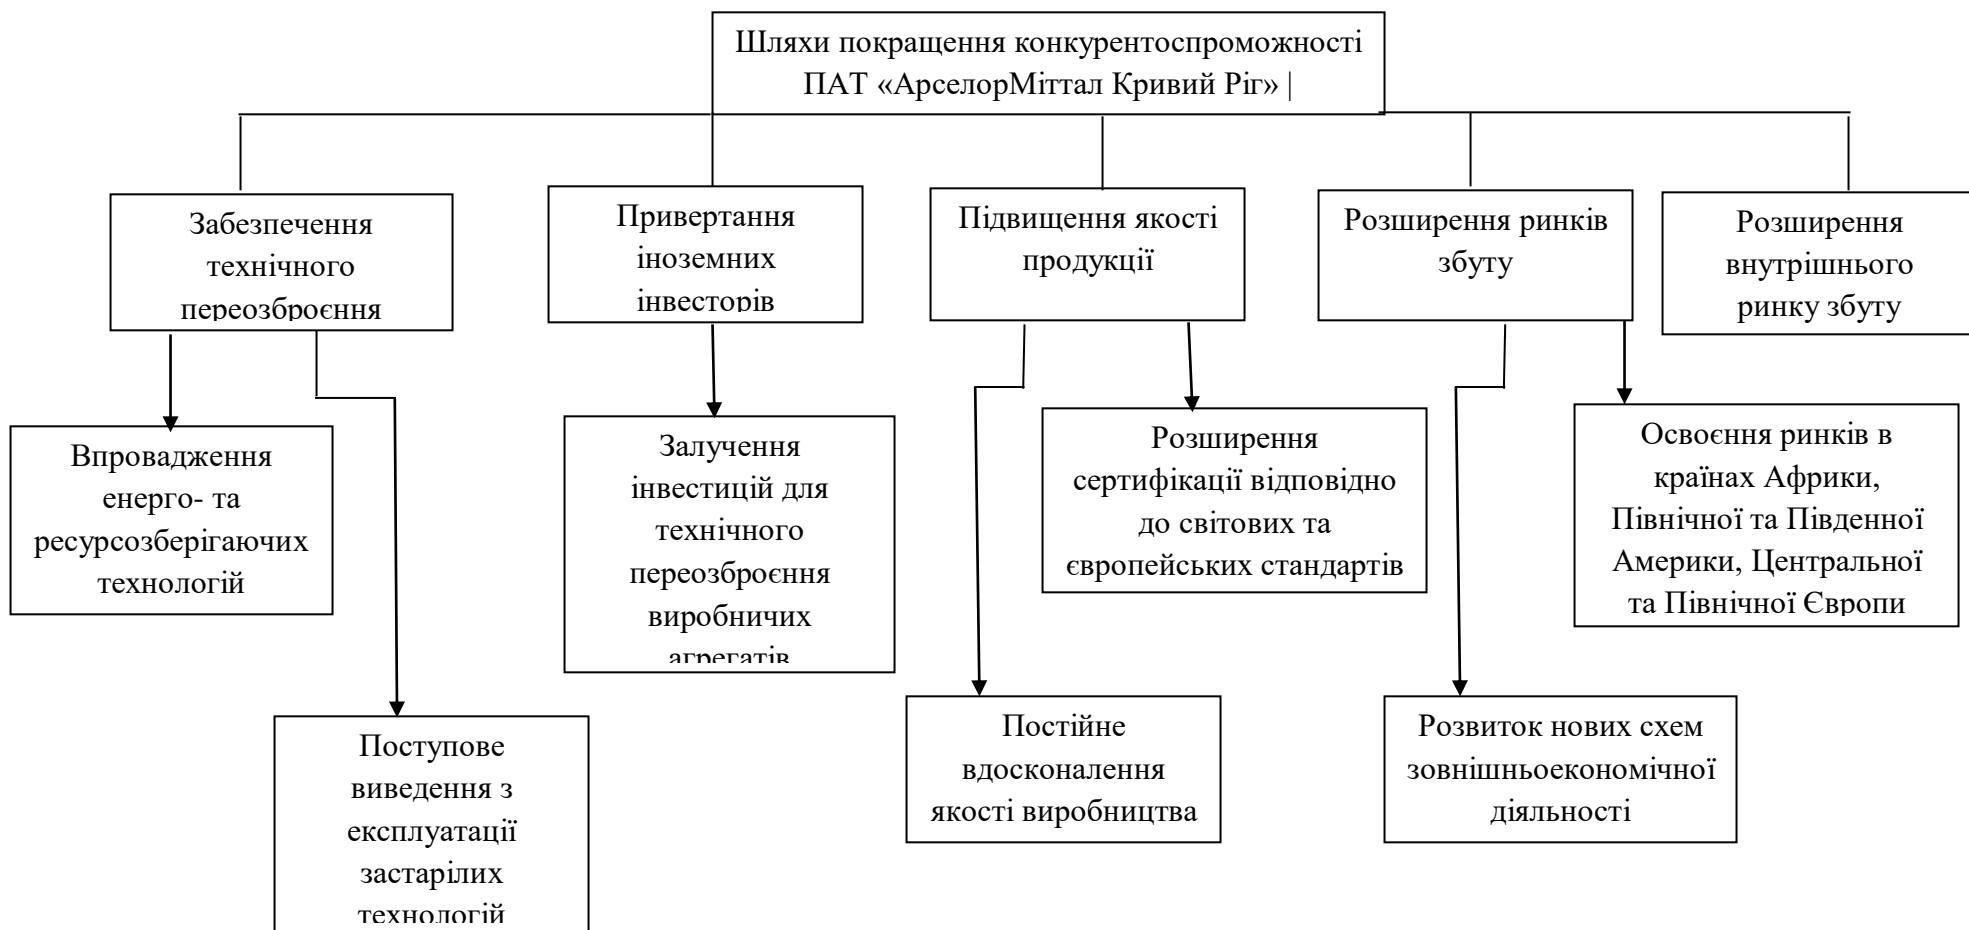 Шляхи покращення конкурентоспроможності
ПАТ «АрселорМіттал Кривий Ріг» |
Забезпечення
технічного
переозброєння
Привертання
іноземних
інвесторів
Підвищення якості
продукції
Розширення ринків
збуту
Розширення
внутрішнього
ринку збуту
Впровадження
енерго- та
ресурсозберігаючих
технологій
Залучення
інвестицій для
технічного
переозброєння
виробничих
агрегатів
Розширення
сертифікації відповідно
до світових та
європейських стандартів
Освоєння ринків в
країнах Африки,
Північної та Південної
Америки, Центральної
та Північної Європи
Поступове
виведення з
експлуатації
застарілих
технологій
Постійне
вдосконалення
якості виробництва
Розвиток нових схем
зовнішньоекономічної
діяльності